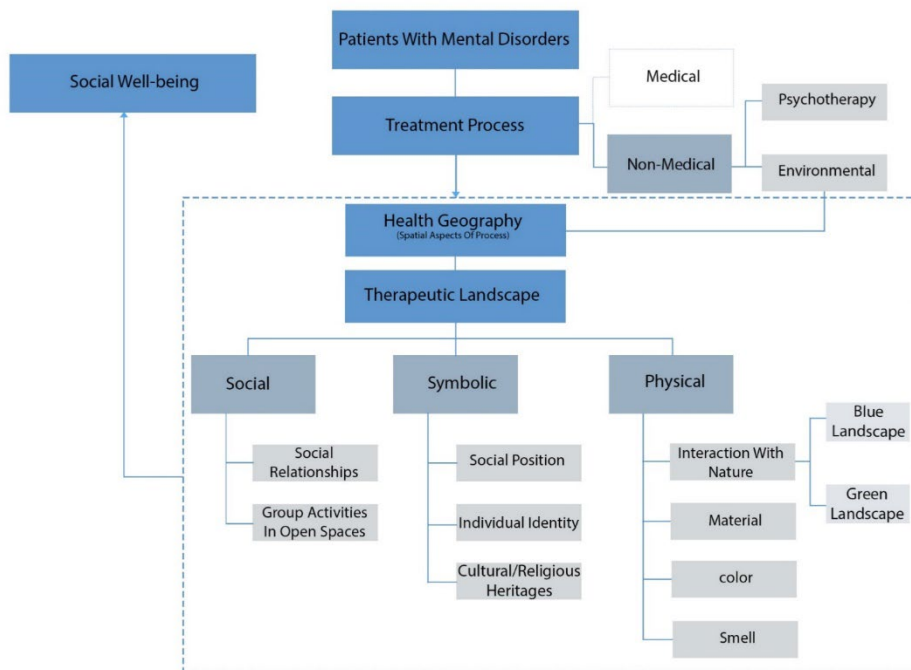 Patients With Mental Disorders
Social Well-being
Medical
Psychotherapy
Treatment Process
Non-Medical
Environmental
Health Geography
(Spatial Aspects Of Process)
Therapeutic Landscape
Social
Symbolic
Physical
Social
Relationships
Group Activities
In Open Spaces
Social Position
Individual Identity
Cultural/Religious
Heritages
Interaction With
Nature
Blue
Landscape
Green
Landscape
Material
color
Smell